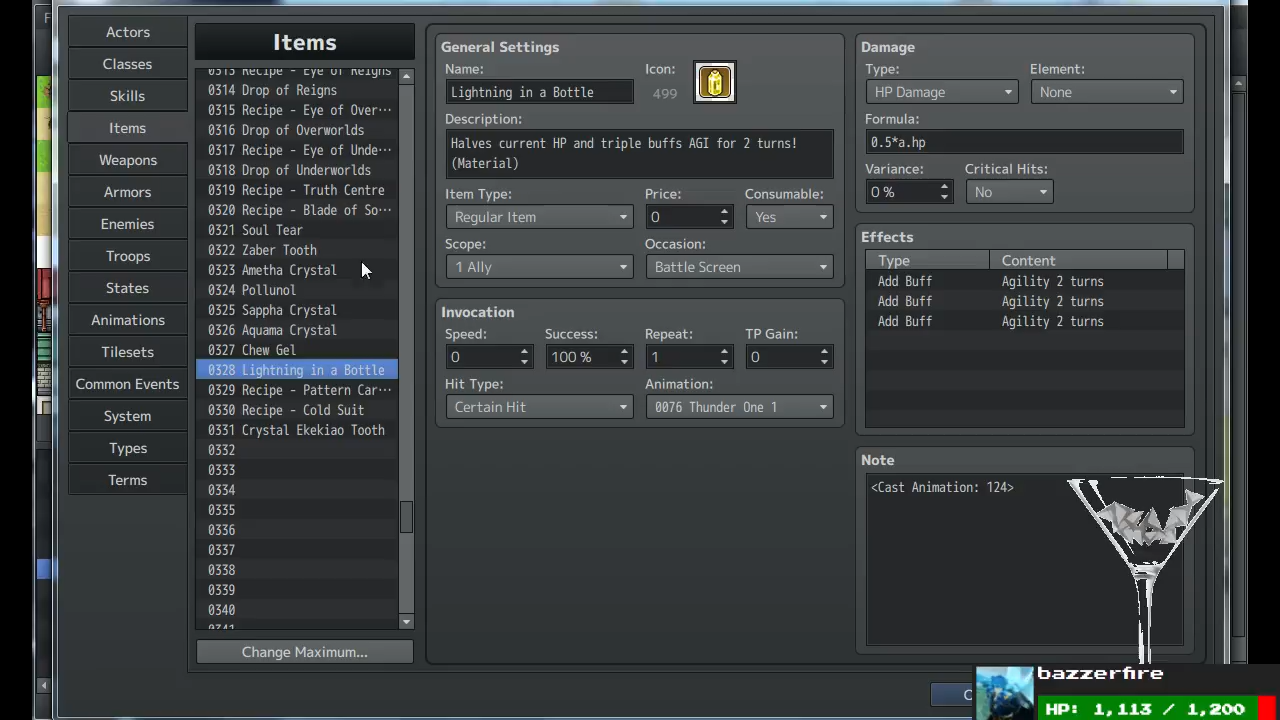 F
Actors
Classes
Skills
Items
Weapons
Armors
Enemies
Troops
States
Animations
Tilesets
Common Events
System
Types
Terms
Items
0313 Recipe - Eye of Reigns
0314 Drop of Reigns
0315 Recipe - Eye of Over···
0316 Drop of Overworlds
0317 Recipe - Eye of Unde···
0318 Drop of Underworlds
0319 Recipe - Truth Centre
0320 Recipe - Blade of So···
0321 Soul Tear
0322 Zaber Tooth
0323 Ametha Crystal
0324 Pollunol
0325 Sappha Crystal
0326 Aquama Crystal
0327 Chew Gel
0328 Lightning in a Bottle
0329 Recipe - Pattern Car···
0330 Recipe - Cold Suit
0331 Crystal Ekekiao Tooth
0332
0333
0334
0335
0336
0337
0338
0339
0340
0341
Change Maximum...
General Settings
Name:
Lightning in a Bottle
Icon:
499
Description:
Halves current HP and triple buffs AGI for 2 turns!
(Material)
Item Type:
Regular Item
Price:
0
Consumable:
Yes
Scope:
1 Ally
Occasion:
Battle Screen
Invocation
Speed:
0
Success:
100 %
Repeat:
1
TP Gain:
0
Hit Type:
Certain Hit
Animation:
0076 Thunder One 1
Damage
Type:
HP Damage
Element:
None
Formula:
0.5*a.hp
Variance:
0 %
Critical Hits:
No
Effects
Type Content
Add Buff Agility 2 turns
Add Buff Agility 2 turns
Add Buff Agility 2 turns
Note
<Cast Animation: 124>
bazzerfire
HP: 1,113 / 1,200